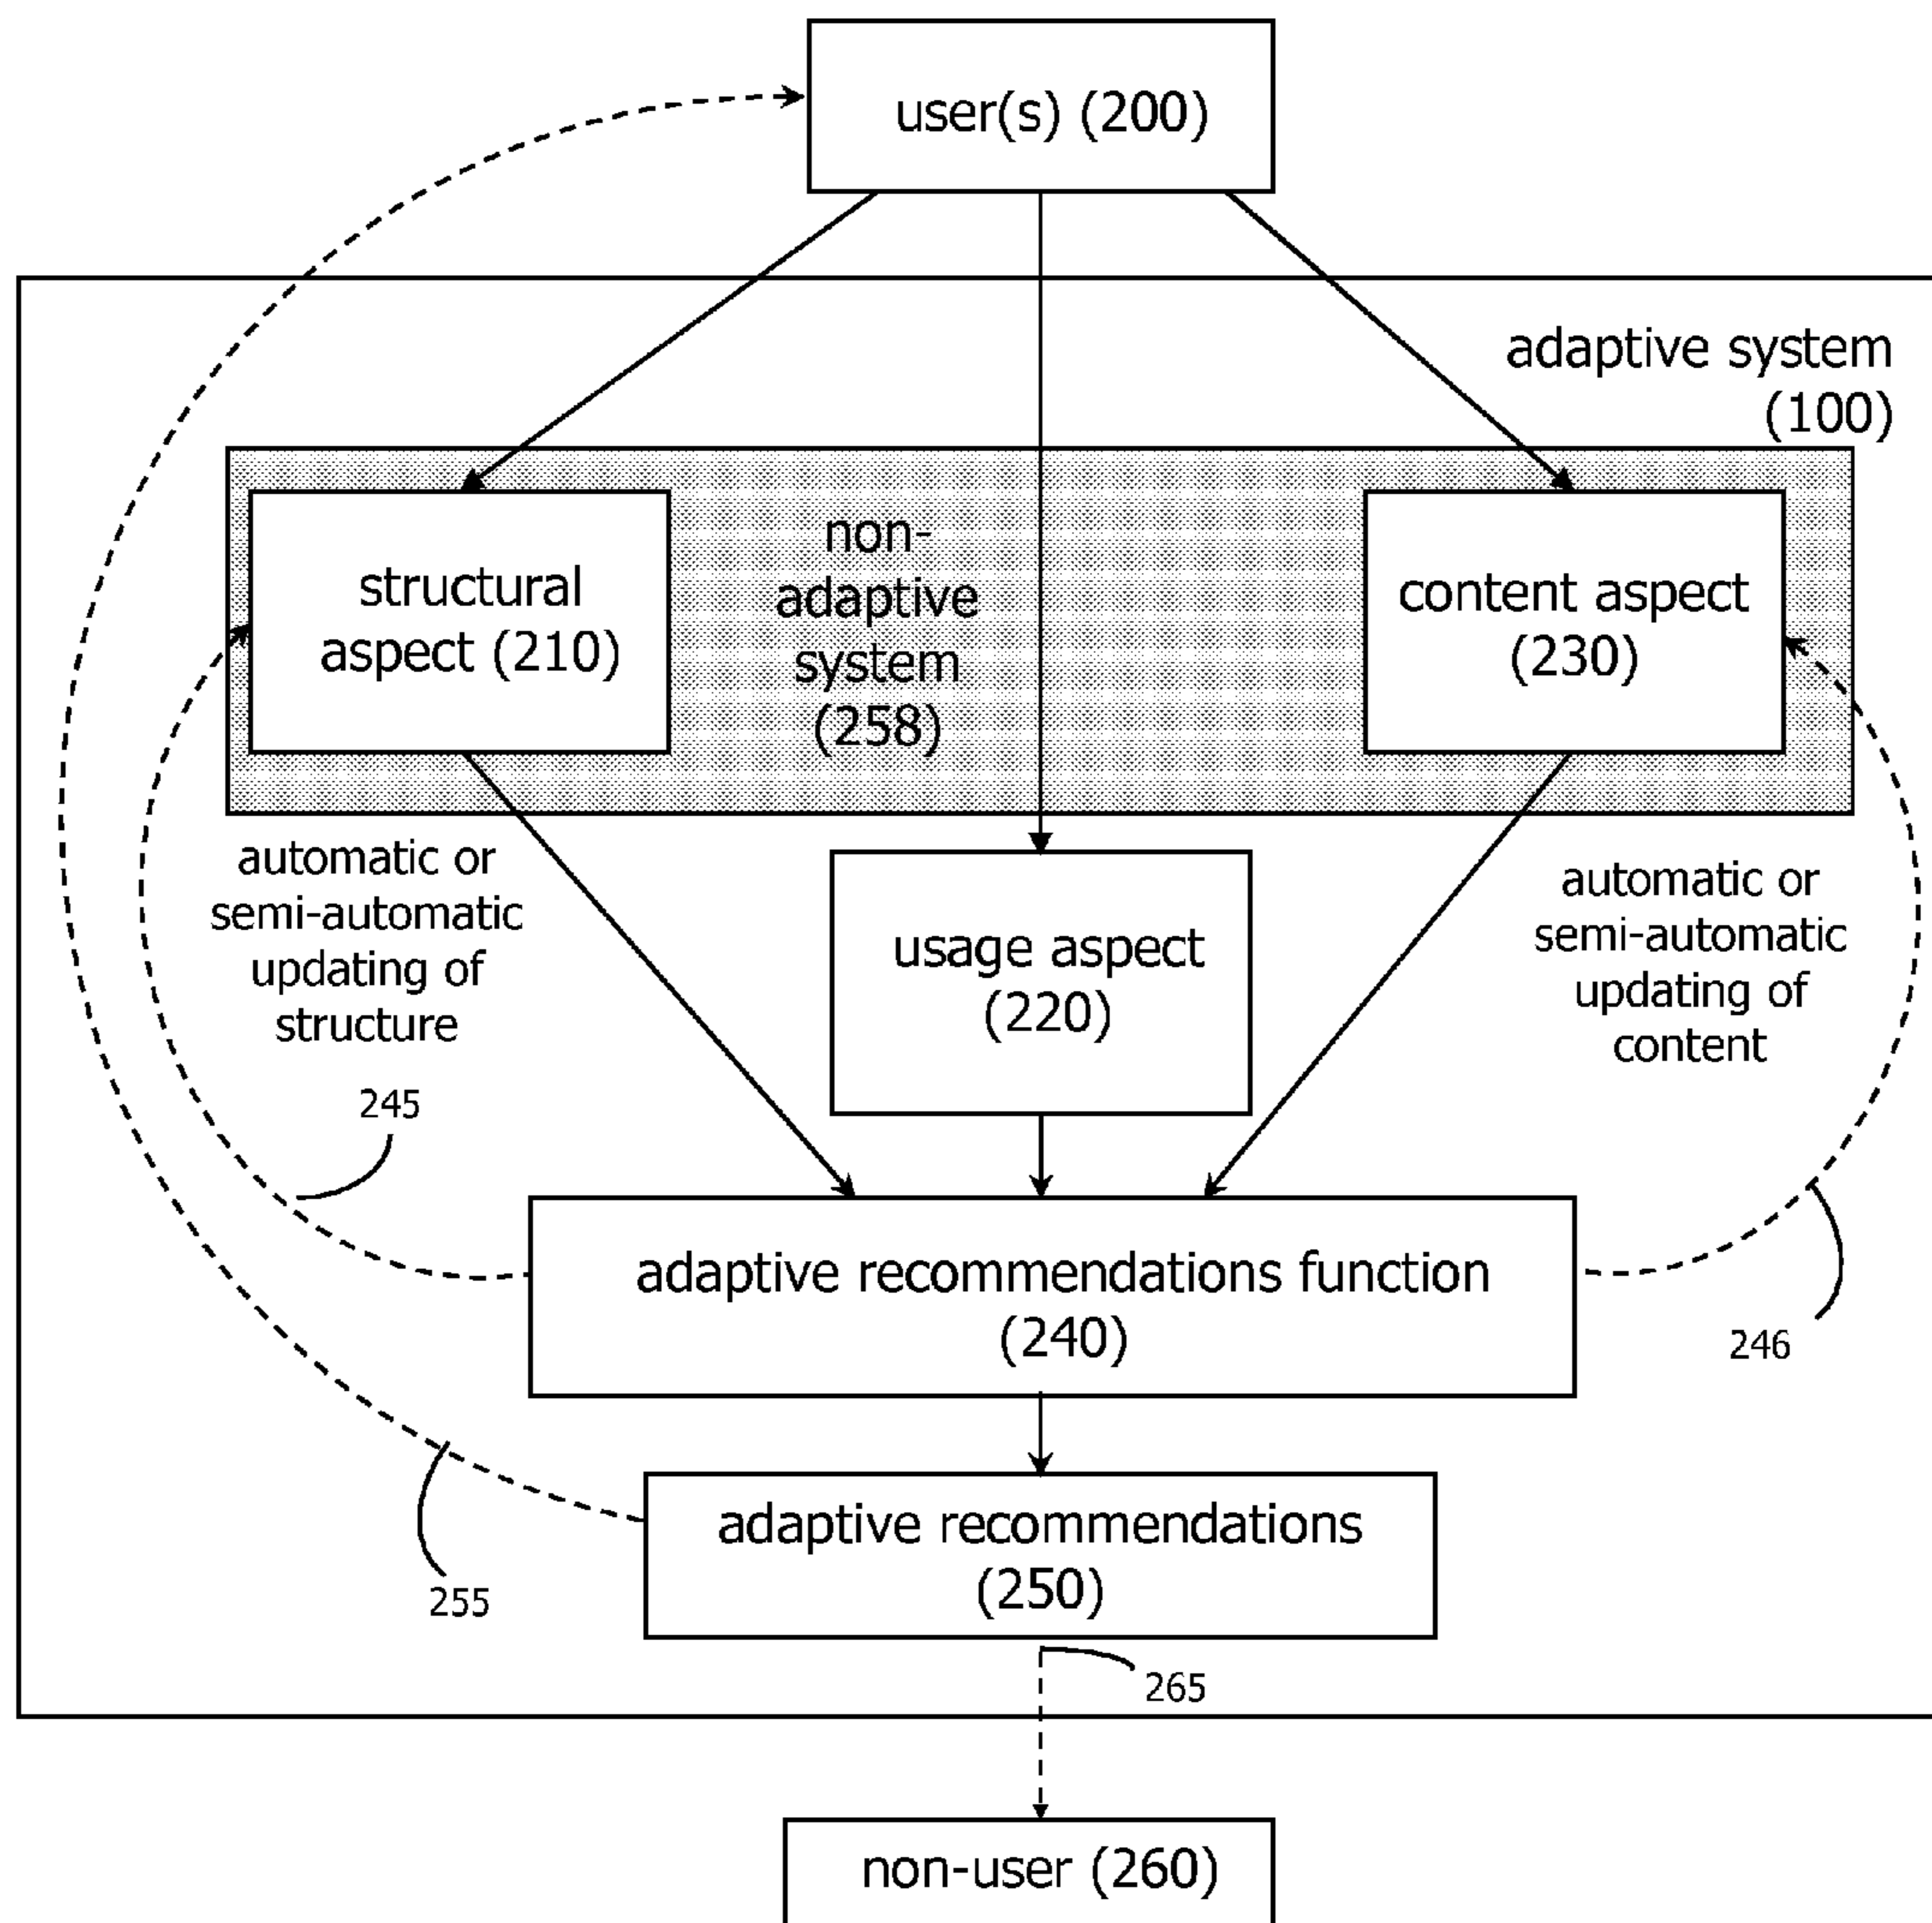 user(s) (200)
adaptive system
(100)
non-
adaptive
system
(258)
structural
aspect (210)
content aspect
(230)
automatic or
semi-automatic
updating of
structure
usage aspect
(220)
automatic or
semi-automatic
updating of
content
245
adaptive recommendations function
(240)
246
adaptive recommendations
(250)
255
265
non-user (260)